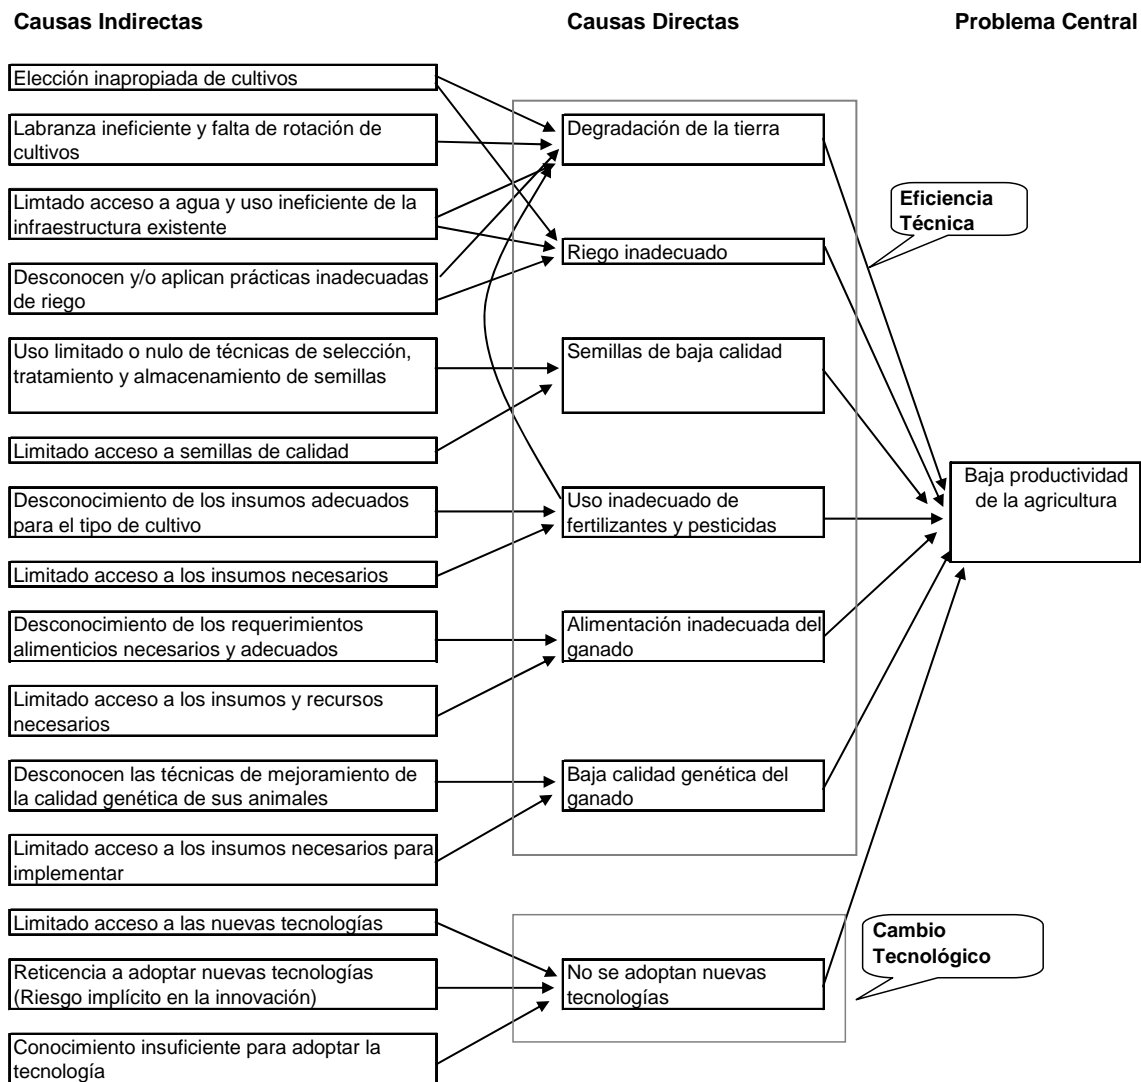 Causas Indirectas
Causas Directas
Problema Central
Elección inapropiada de cultivos
Labranza ineficiente y falta de rotación de
cultivos
Limtado acceso a agua y uso ineficiente de la
infraestructura existente
Desconocen y/o aplican prácticas inadecuadas
de riego
Uso limitado o nulo de técnicas de selección,
tratamiento y almacenamiento de semillas
Limitado acceso a semillas de calidad
Desconocimiento de los insumos adecuados
para el tipo de cultivo
Limitado acceso a los insumos necesarios
Desconocimiento de los requerimientos
alimenticios necesarios y adecuados
Limitado acceso a los insumos y recursos
necesarios
Desconocen las técnicas de mejoramiento de
la calidad genética de sus animales
Limitado acceso a los insumos necesarios para
implementar
Limitado acceso a las nuevas tecnologías
Reticencia a adoptar nuevas tecnologías
(Riesgo implícito en la innovación)
Conocimiento insuficiente para adoptar la
tecnología
Degradación de la tierra
Riego inadecuado
Semillas de baja calidad
Uso inadecuado de
fertilizantes y pesticidas
Alimentación inadecuada del
ganado
Baja calidad genética del
ganado
No se adoptan nuevas
tecnologías
Eficiencia
Técnica
Baja productividad
de la agricultura
Cambio
Tecnológico